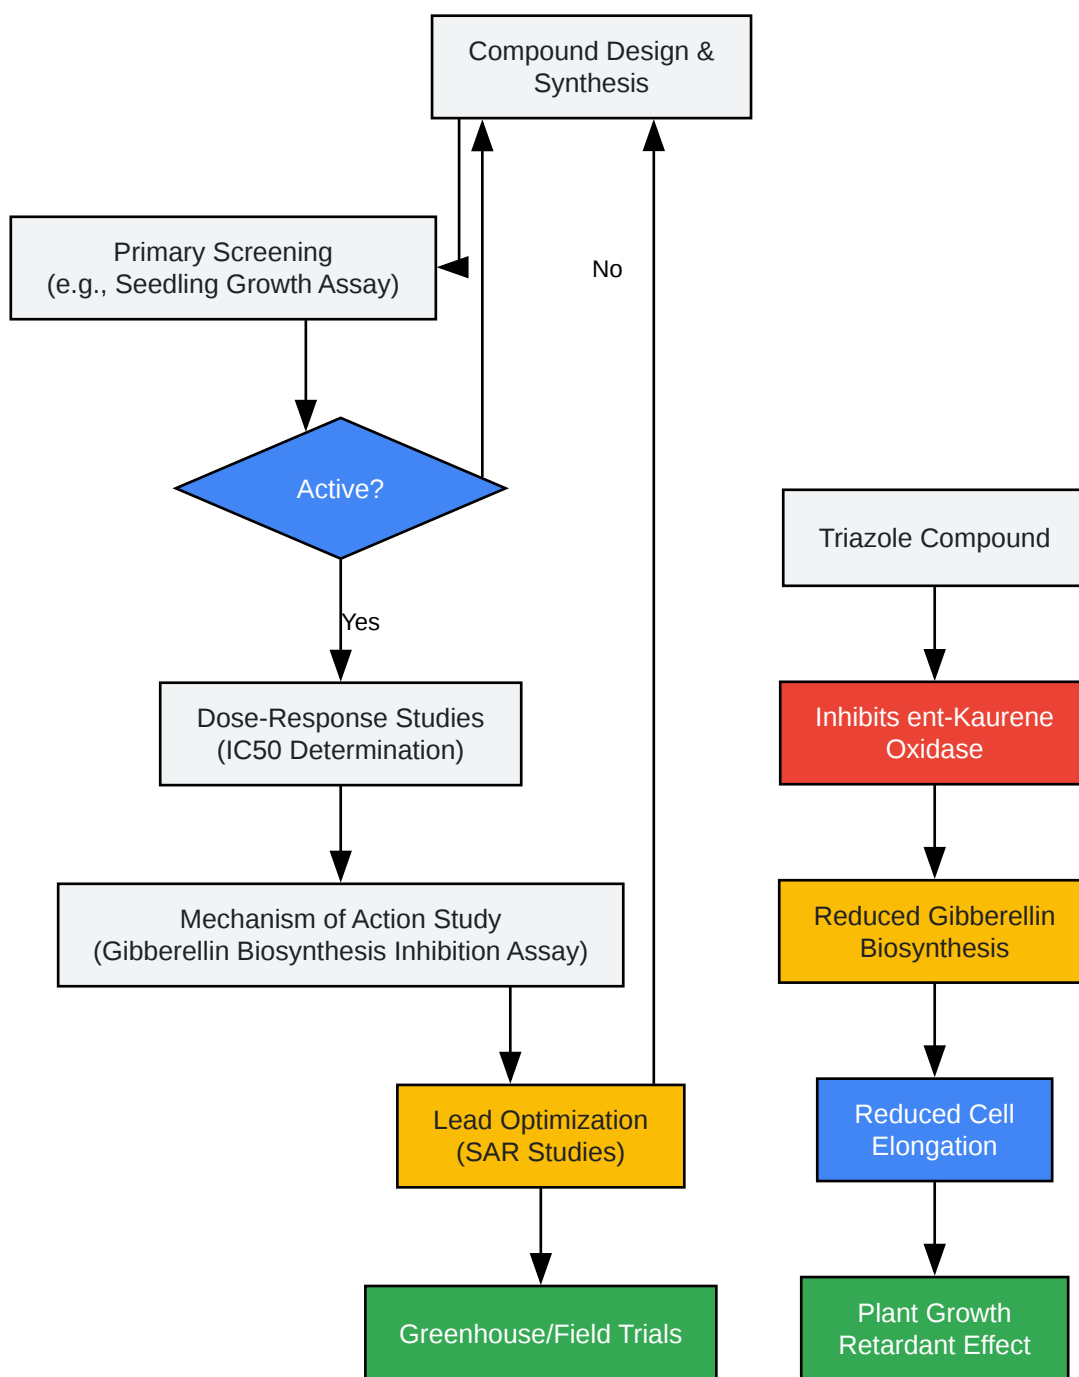 Compound Design &
Synthesis
Primary Screening
(e.g., Seedling Growth Assay)
No
Active?
Yes
Dose-Response Studies
(IC50 Determination)
Mechanism of Action Study
(Gibberellin Biosynthesis Inhibition Assay)
Lead Optimization
(SAR Studies)
Greenhouse/Field Trials
Triazole Compound
Inhibits ent-Kaurene
Oxidase
Reduced Gibberellin
Biosynthesis
Reduced Cell
Elongation
Plant Growth
Retardant Effect